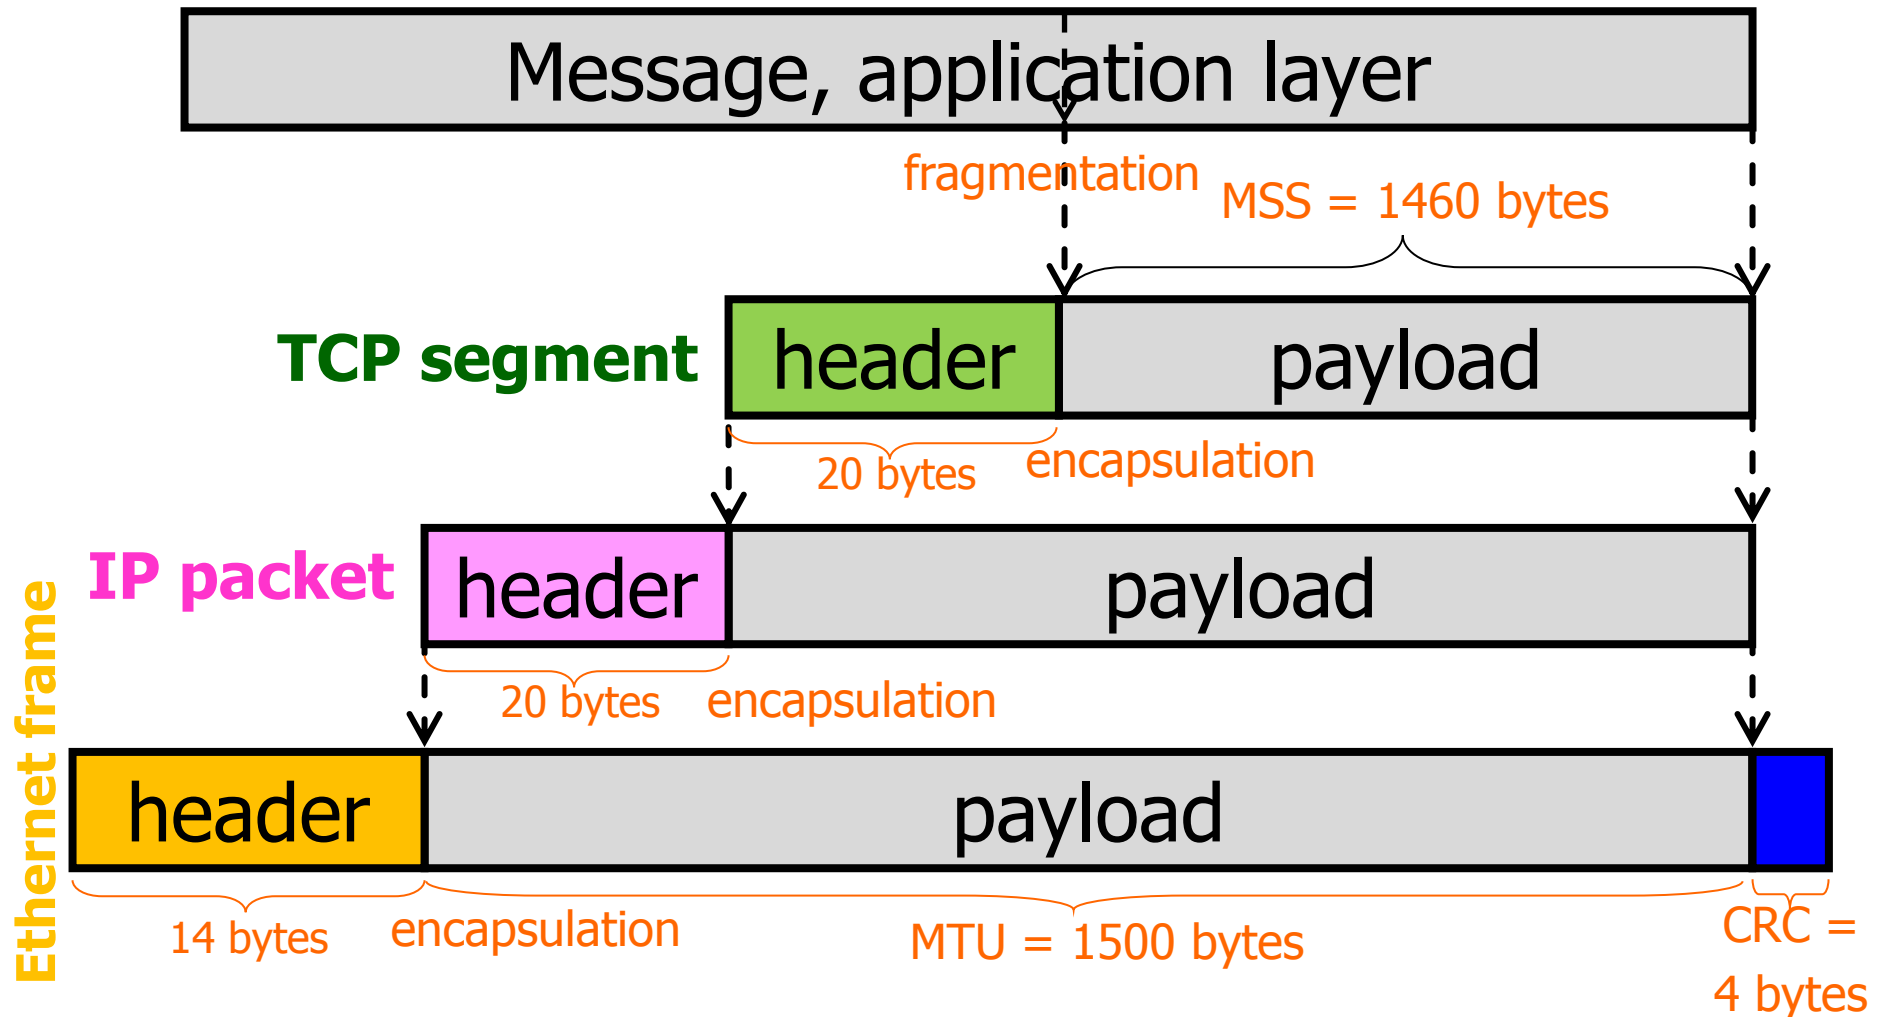 Message, application layer
fragmentation
MSS = 1460 bytes
TCP segment
header
payload
20 bytes
encapsulation
IP packet
header
payload
20 bytes
encapsulation
Ethernet frame
header
payload
14 bytes
encapsulation
MTU = 1500 bytes
CRC =
4 bytes